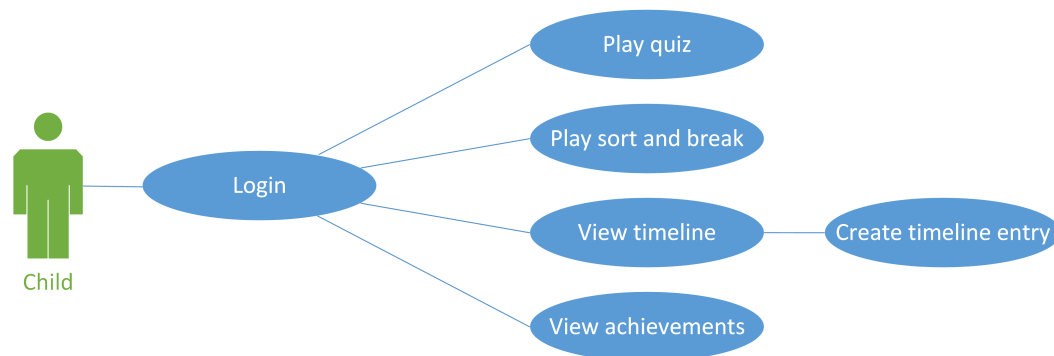 Play quiz
Play sort and break
Login
View timeline
Create timeline entry
Child
View achievements